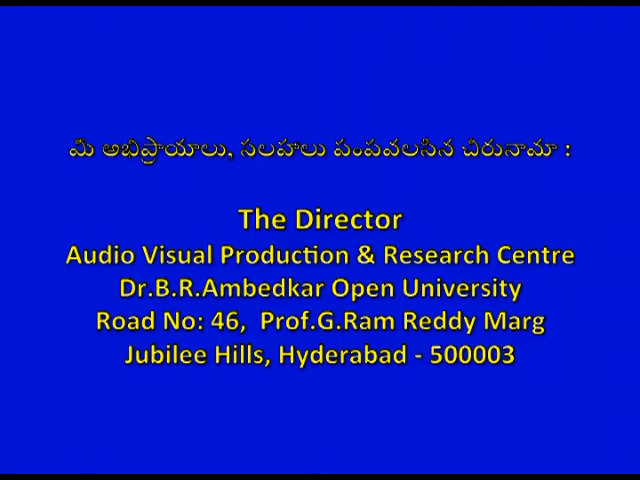 మీ అభిప్రాయాలు, సలహాలు పంపవలసిన చిరునామా :
The Director
Audio Visual Production & Research Centre
Dr.B.R.Ambedkar Open University
Road No: 46,  Prof.G.Ram Reddy Marg
Jubilee Hills, Hyderabad - 500003